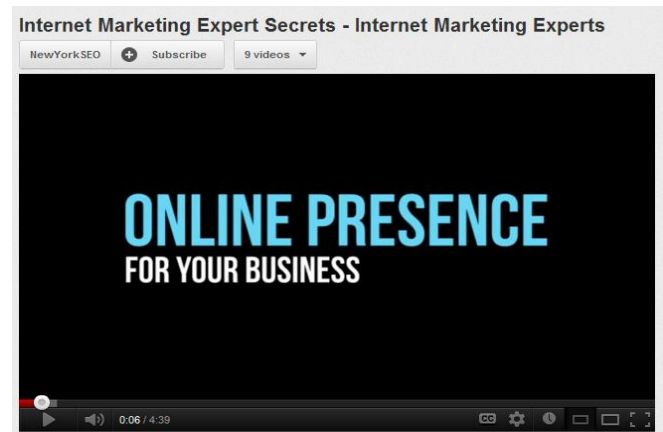 Internet Marketing Expert Secrets - Internet Marketing Experts
NewYorkSEO Subscribe 9 videos
ONLINE PRESENCE
FOR YOUR BUSINESS
0:06 / 4:39 CC